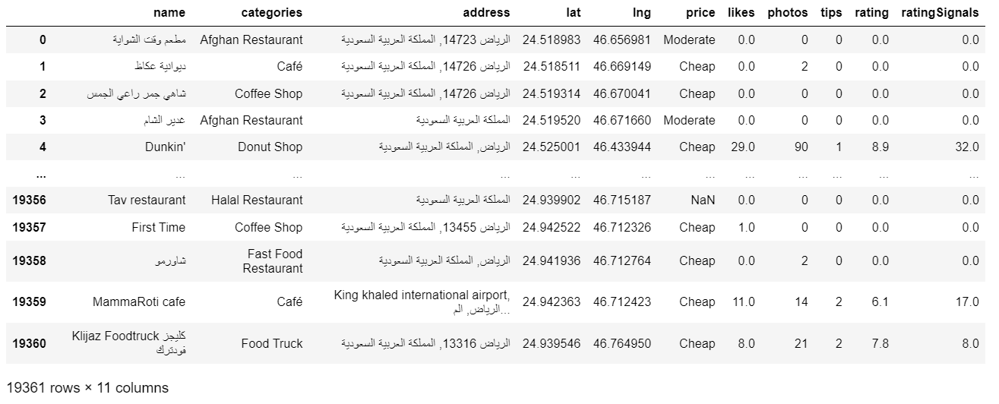 name categories address lat lng price likes photos tips rating ratingSignals
0 مطعم وقت الشواية Afghan Restaurant الرياض 14723, المملكة العربية السعودية 24.518983 46.656981 Moderate 0.0 0 0 0.0 0.0
1 ديوانية عكاظ Café الرياض 14726, المملكة العربية السعودية 24.518511 46.669149 Cheap 0.0 2 0 0.0 0.0
2 شاهي جمر راعي الجمس Coffee Shop الرياض 14726, المملكة العربية السعودية 24.519314 46.670041 Cheap 0.0 0 0 0.0 0.0
3 غدير الشام Afghan Restaurant المملكة العربية السعودية 24.519520 46.671660 Moderate 0.0 0 0 0.0 0.0
4 Dunkin' Donut Shop الرياض, المملكة العربية السعودية 24.525001 46.433944 Cheap 29.0 90 1 8.9 32.0
... ... ... ... ... ... ... ... ... ... ... ...
19356 Tav restaurant Halal Restaurant المملكة العربية السعودية 24.939902 46.715187 NaN 0.0 0 0 0.0 0.0
19357 First Time Coffee Shop الرياض 13455, المملكة العربية السعودية 24.942522 46.712326 Cheap 1.0 0 0 0.0 0.0
19358 شاورمو Fast Food
Restaurant الرياض, المملكة العربية السعودية 24.941936 46.712764 Cheap 0.0 2 0 0.0 0.0
19359 MammaRoti cafe Café King khaled international airport,
الرياض, الم... 24.942363 46.712423 Cheap 11.0 14 2 6.1 17.0
19360 Klijaz Foodtruck كليجز
فودترك Food Truck الرياض 13316, المملكة العربية السعودية 24.939546 46.764950 Cheap 8.0 21 2 7.8 8.0
19361 rows × 11 columns